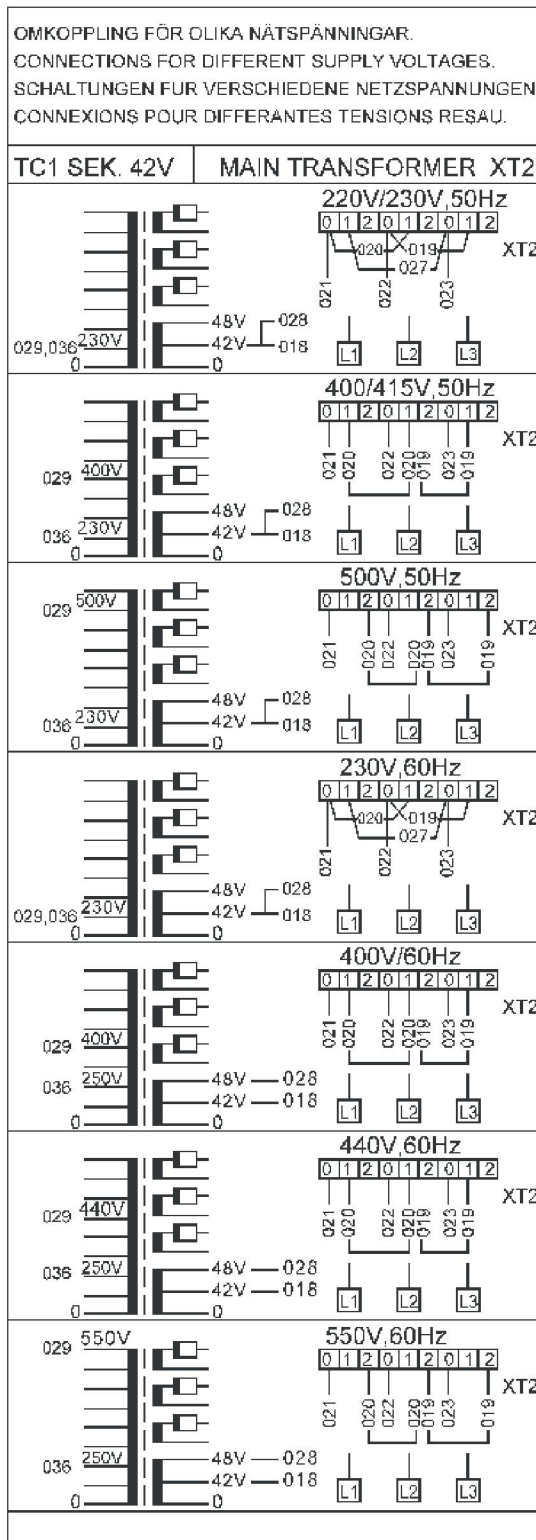 OMKOPPLING FÖR OLIKA NÄTSPÄNNINGAR.
CONNECTIONS FOR DIFFERENT SUPPLY VOLTAGES.
SCHALTUNGEN FUR VERSCHIEDENE NETZSPANNUNGEN
CONNEXIONS POUR DIFFERANTES TENSIONS RESAU.
TC1 SEK. 42V MAIN TRANSFORMER XT2
220V/230V,50Hz
0 1 2 0 1 2 0 1 2
XT2
020 019
027
021 022 023
48V 028
029,036 230V 42V 018
0 0
L1 L2 L3
400/415V,50Hz
0 1 2 0 1 2 0 1 2
XT2
021 020 022 020 019 023 019
029 400V
48V 028
036 230V 42V 018
0 0
L1 L2 L3
500V,50Hz
029 500V
0 1 2 0 1 2 0 1 2
XT2
021 020 022 020 019 023 019
48V 028
036 230V 42V 018
0 0
L1 L2 L3
230V,60Hz
0 1 2 0 1 2 0 1 2
XT2
020 019
027
021 022 023
48V 028
029,036 230V 42V 018
0 0
L1 L2 L3
400V/60Hz
0 1 2 0 1 2 0 1 2
XT2
021 020 022 020 019 023 019
029 400V
036 250V 48V 028
42V 018
0 0
L1 L2 L3
440V,60Hz
0 1 2 0 1 2 0 1 2
XT2
029 440V
021 020 022 020 019 023 019
036 250V 48V 028
42V 018
0 0
L1 L2 L3
029 550V 550V,60Hz
0 1 2 0 1 2 0 1 2
XT2
021 020 022 020 019 023 019
036 250V 48V 028
42V 018
0 0
L1 L2 L3